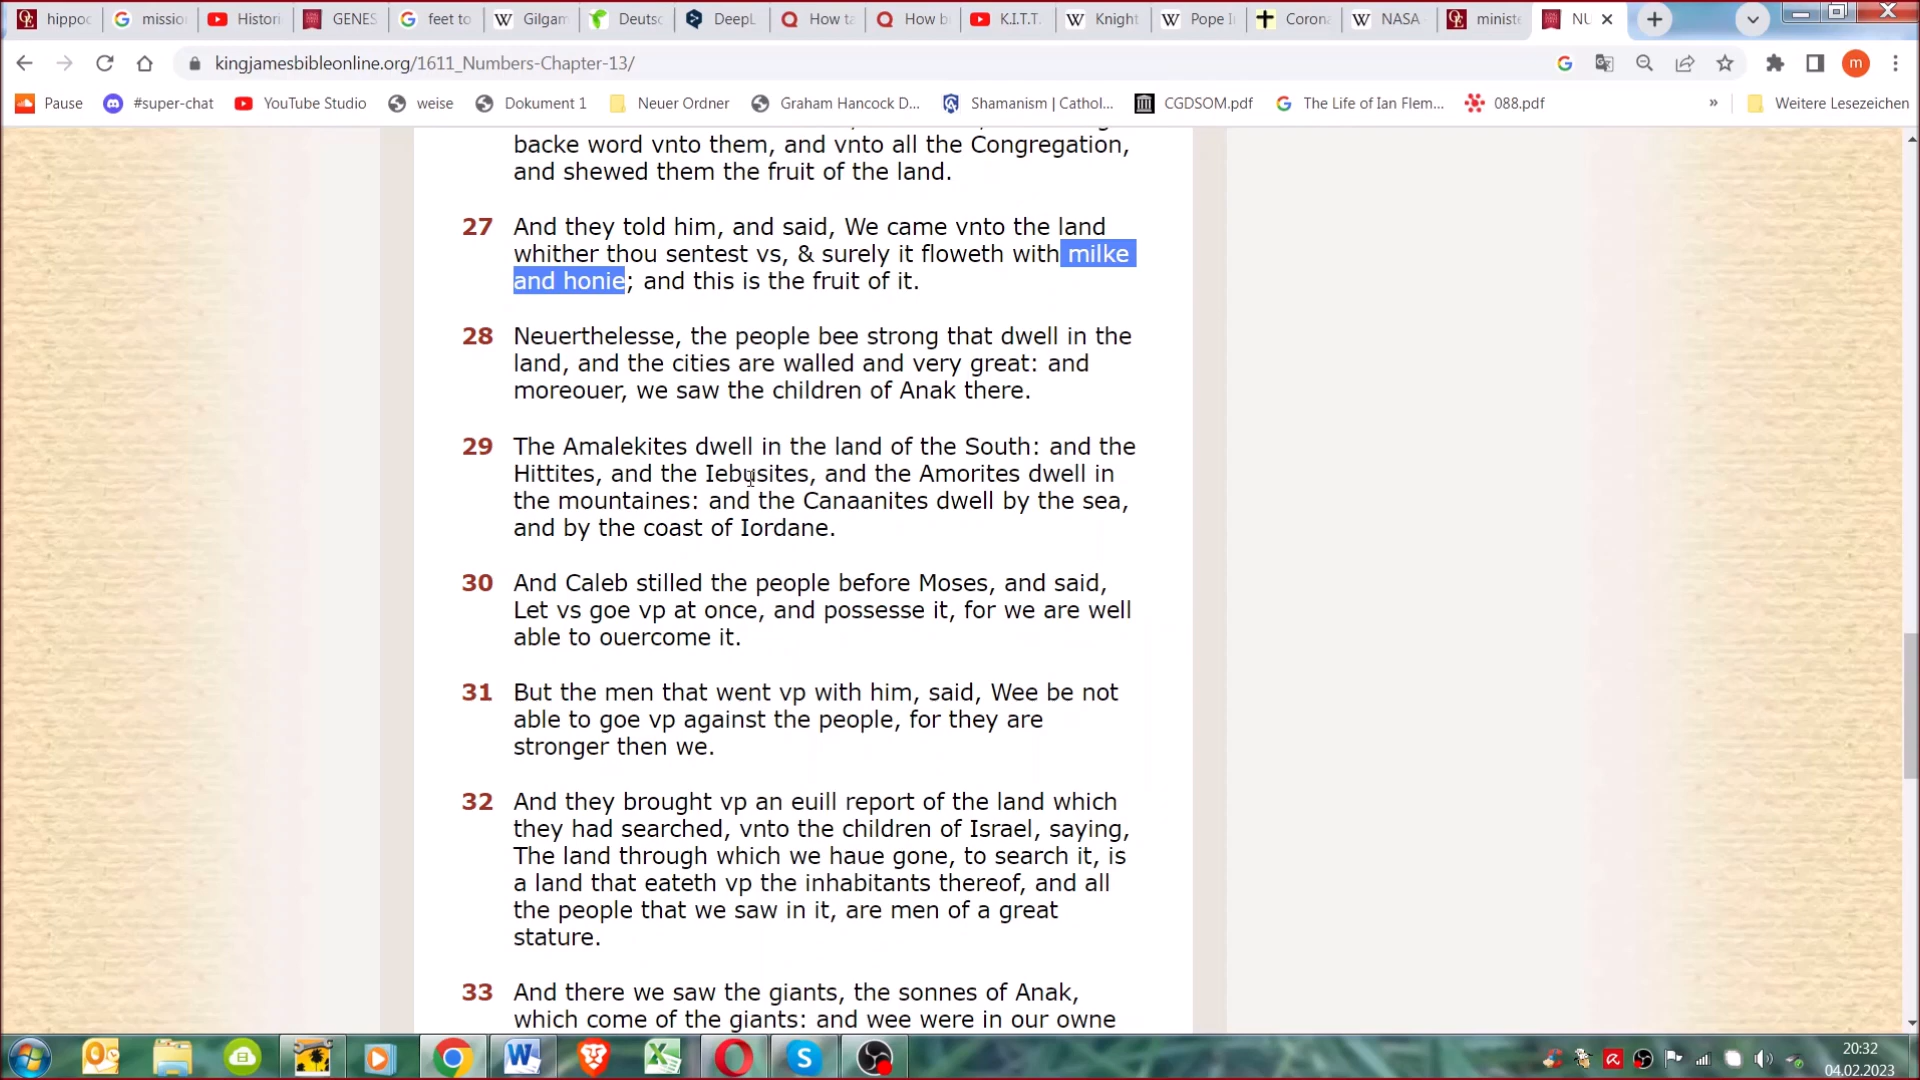 hippoc
missio
Histori
GENES
feet to
Gilgam
Deutsc
DeepL
How ta
How b
K.I.T.T.
Knight
Pope I
Corona
NASA
ministe
NU
kingjamesbibleonline.org/1611_Numbers-Chapter-13/
m
Pause
#super-chat
YouTube Studio
weise
Dokument 1
Neuer Ordner
Graham Hancock D...
Shamanism | Cathol...
CGDSOM.pdf
The Life of Ian Flem...
088.pdf
»
Weitere Lesezeichen
backe word vnto them, and vnto all the Congregation,
and shewed them the fruit of the land.
27 And they told him, and said, We came vnto the land
whither thou sentest vs, & surely it floweth with milke
and honie; and this is the fruit of it.
28 Neuerthelesse, the people bee strong that dwell in the
land, and the cities are walled and very great: and
moreouer, we saw the children of Anak there.
29 The Amalekites dwell in the land of the South: and the
Hittites, and the Iebusites, and the Amorites dwell in
the mountaines: and the Canaanites dwell by the sea,
and by the coast of Iordane.
30 And Caleb stilled the people before Moses, and said,
Let vs goe vp at once, and possesse it, for we are well
able to ouercome it.
31 But the men that went vp with him, said, Wee be not
able to goe vp against the people, for they are
stronger then we.
32 And they brought vp an euill report of the land which
they had searched, vnto the children of Israel, saying,
The land through which we haue gone, to search it, is
a land that eateth vp the inhabitants thereof, and all
the people that we saw in it, are men of a great
stature.
33 And there we saw the giants, the sonnes of Anak,
which come of the giants: and wee were in our owne
20:32
04.02.2023